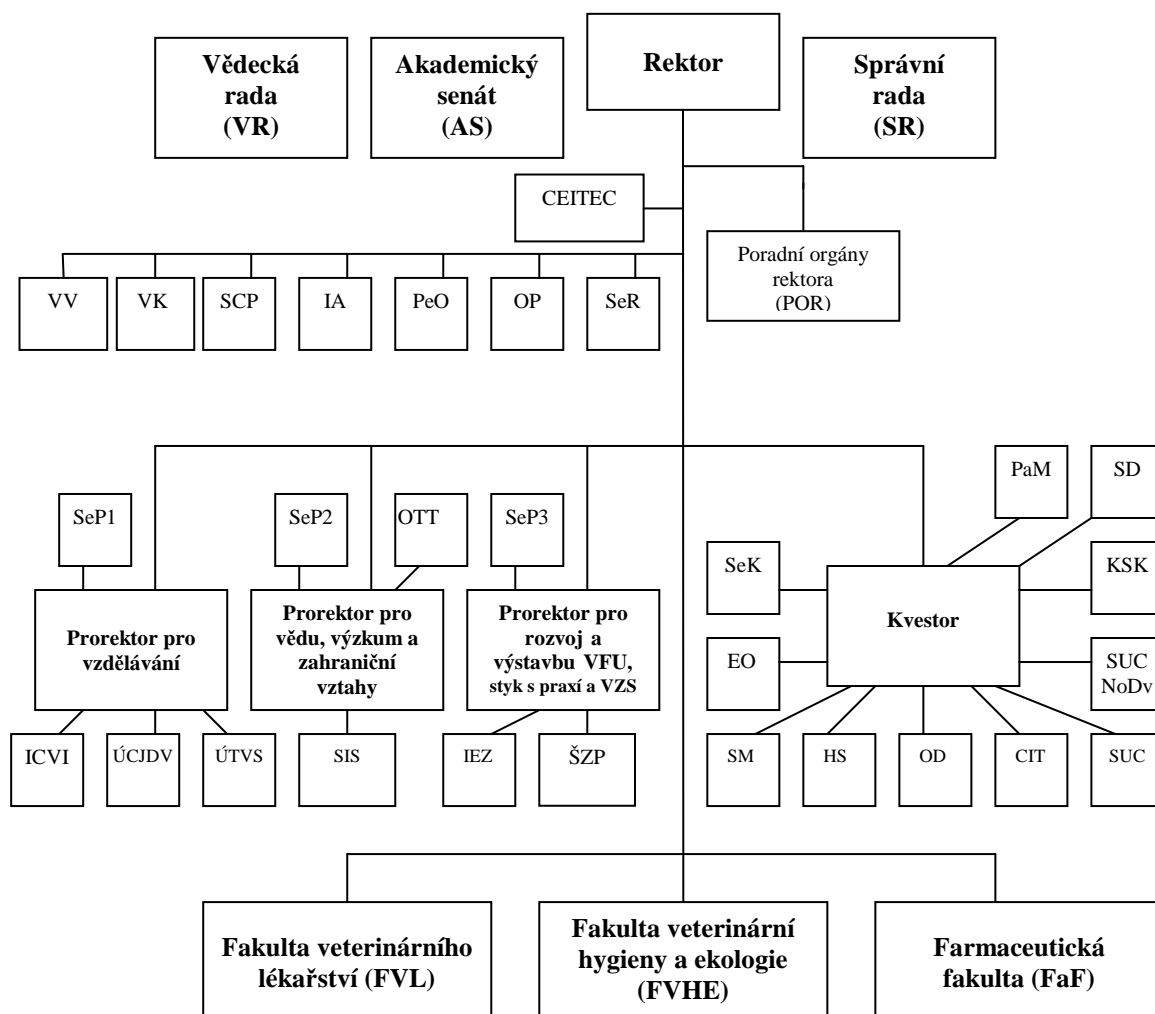 Vědecká
rada
(VR)
Akademický
senát
(AS)
Rektor
Správní
rada
(SR)
CEITEC
Poradní orgány
rektora
(POR)
VV
VK
SCP
IA
PeO
OP
SeR
PaM
SD
SeP1
SeP2
OTT
SeP3
SeK
KSK
Prorektor pro
vzdělávání
Prorektor pro
vědu, výzkum a
zahraniční
vztahy
Prorektor pro
rozvoj a
výstavbu VFU,
styk s praxí a VZS
Kvestor
EO
SUC
NoDv
ICVI
ÚCJDV
ÚTVS
SIS
IEZ
ŠZP
SM
HS
OD
CIT
SUC
Fakulta veterinárního
lékařství (FVL)
Fakulta veterinární
hygieny a ekologie
(FVHE)
Farmaceutická
fakulta (FaF)